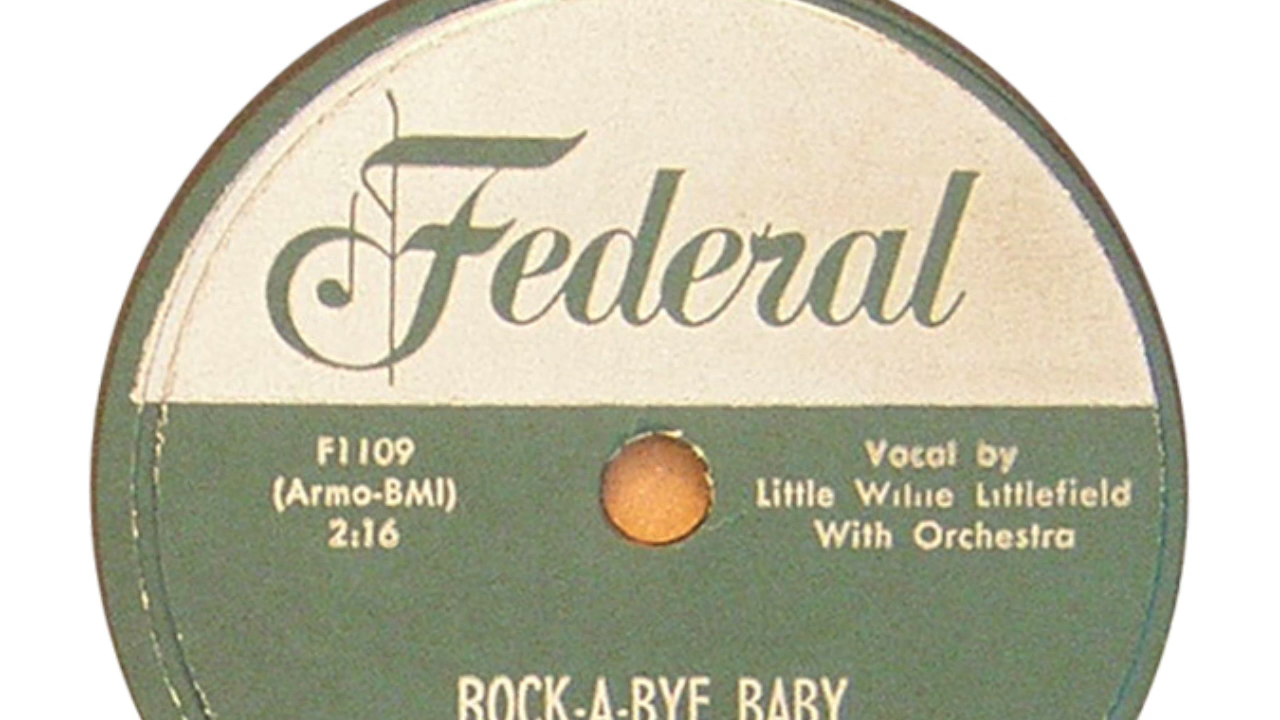 Federal
F1109
(Armo-BMI)
2:16
Vocal by
Little Willie Littlefield
With Orchestra
ROCK-A-BYE BABY